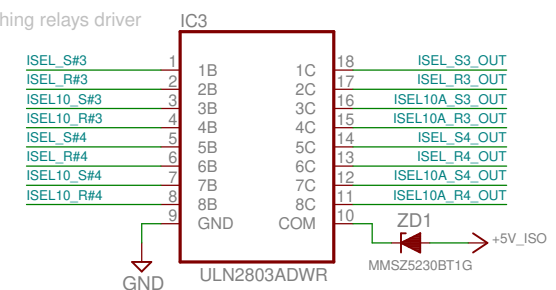 hing relays driver
IC3
ISEL_S#3 1 1B 1C 18 ISEL_S3_OUT
ISEL_R#3 2 2B 2C 17 ISEL_R3_OUT
ISEL10_S#3 3 3B 3C 16 ISEL10A_S3_OUT
ISEL10_R#3 4 4B 4C 15 ISEL10A_R3_OUT
ISEL_S#4 5 5B 5C 14 ISEL_S4_OUT
ISEL_R#4 6 6B 6C 13 ISEL_R4_OUT
ISEL10_S#4 7 7B 7C 12 ISEL10A_S4_OUT
ISEL10_R#4 8 8B 8C 11 ISEL10A_R4_OUT
9 GND COM 10 ZD1
+5V_ISO
MMSZ5230BT1G
GND ULN2803ADWR